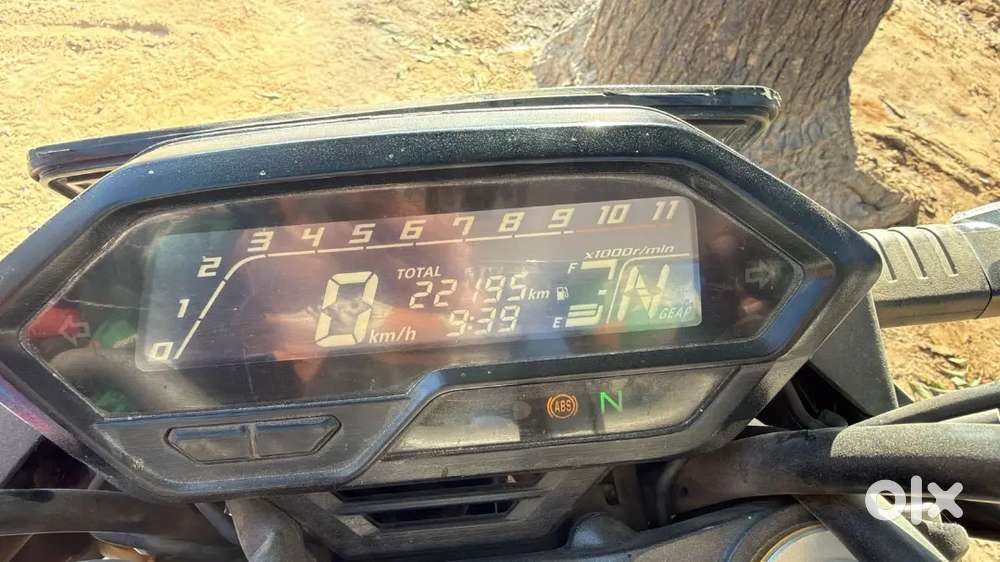 0 1 2 3 4 5 6 7 8 9 10 11
x1000r/min
TOTAL
22195 km
F
0 km/h
9:39
E
N
GEAR
ABS
N
olx